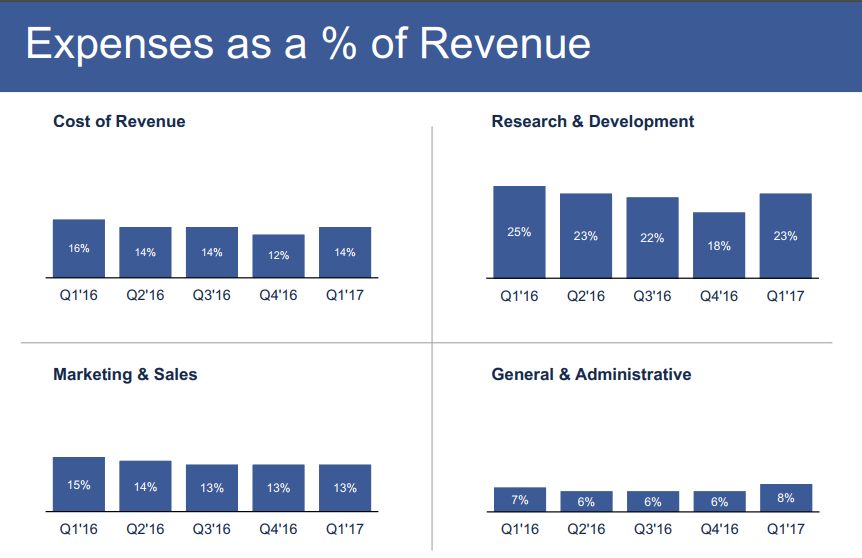 Expenses as a % of Revenue
Cost of Revenue
16% 14% 14% 12% 14%
Q1'16 Q2'16 Q3'16 Q4'16 Q1'17
Research & Development
25% 23% 22% 18% 23%
Q1'16 Q2'16 Q3'16 Q4'16 Q1'17
Marketing & Sales
15% 14% 13% 13% 13%
Q1'16 Q2'16 Q3'16 Q4'16 Q1'17
General & Administrative
7% 6% 6% 6% 8%
Q1'16 Q2'16 Q3'16 Q4'16 Q1'17